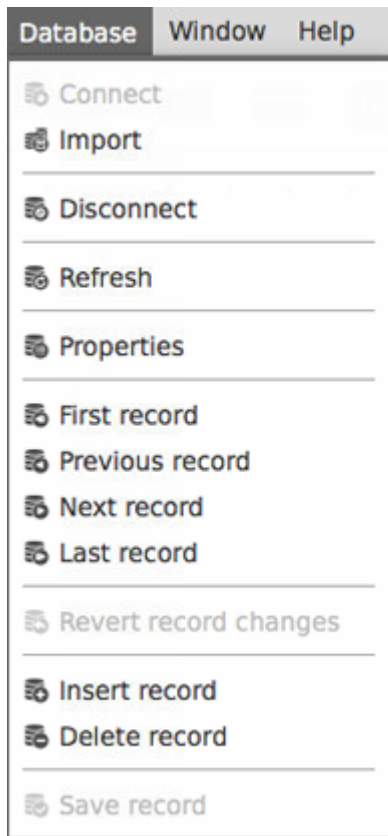 Database Window Help
Connect
Import
Disconnect
Refresh
Properties
First record
Previous record
Next record
Last record
Revert record changes
Insert record
Delete record
Save record